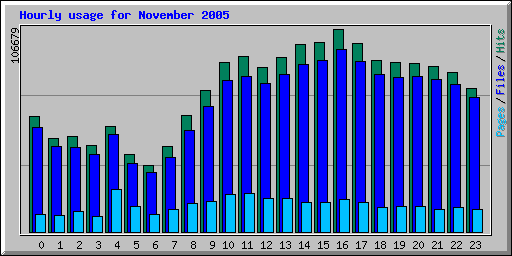 Hourly usage for November 2005
106679
Pages / Files / Hits
0 1 2 3 4 5 6 7 8 9 10 11 12 13 14 15 16 17 18 19 20 21 22 23